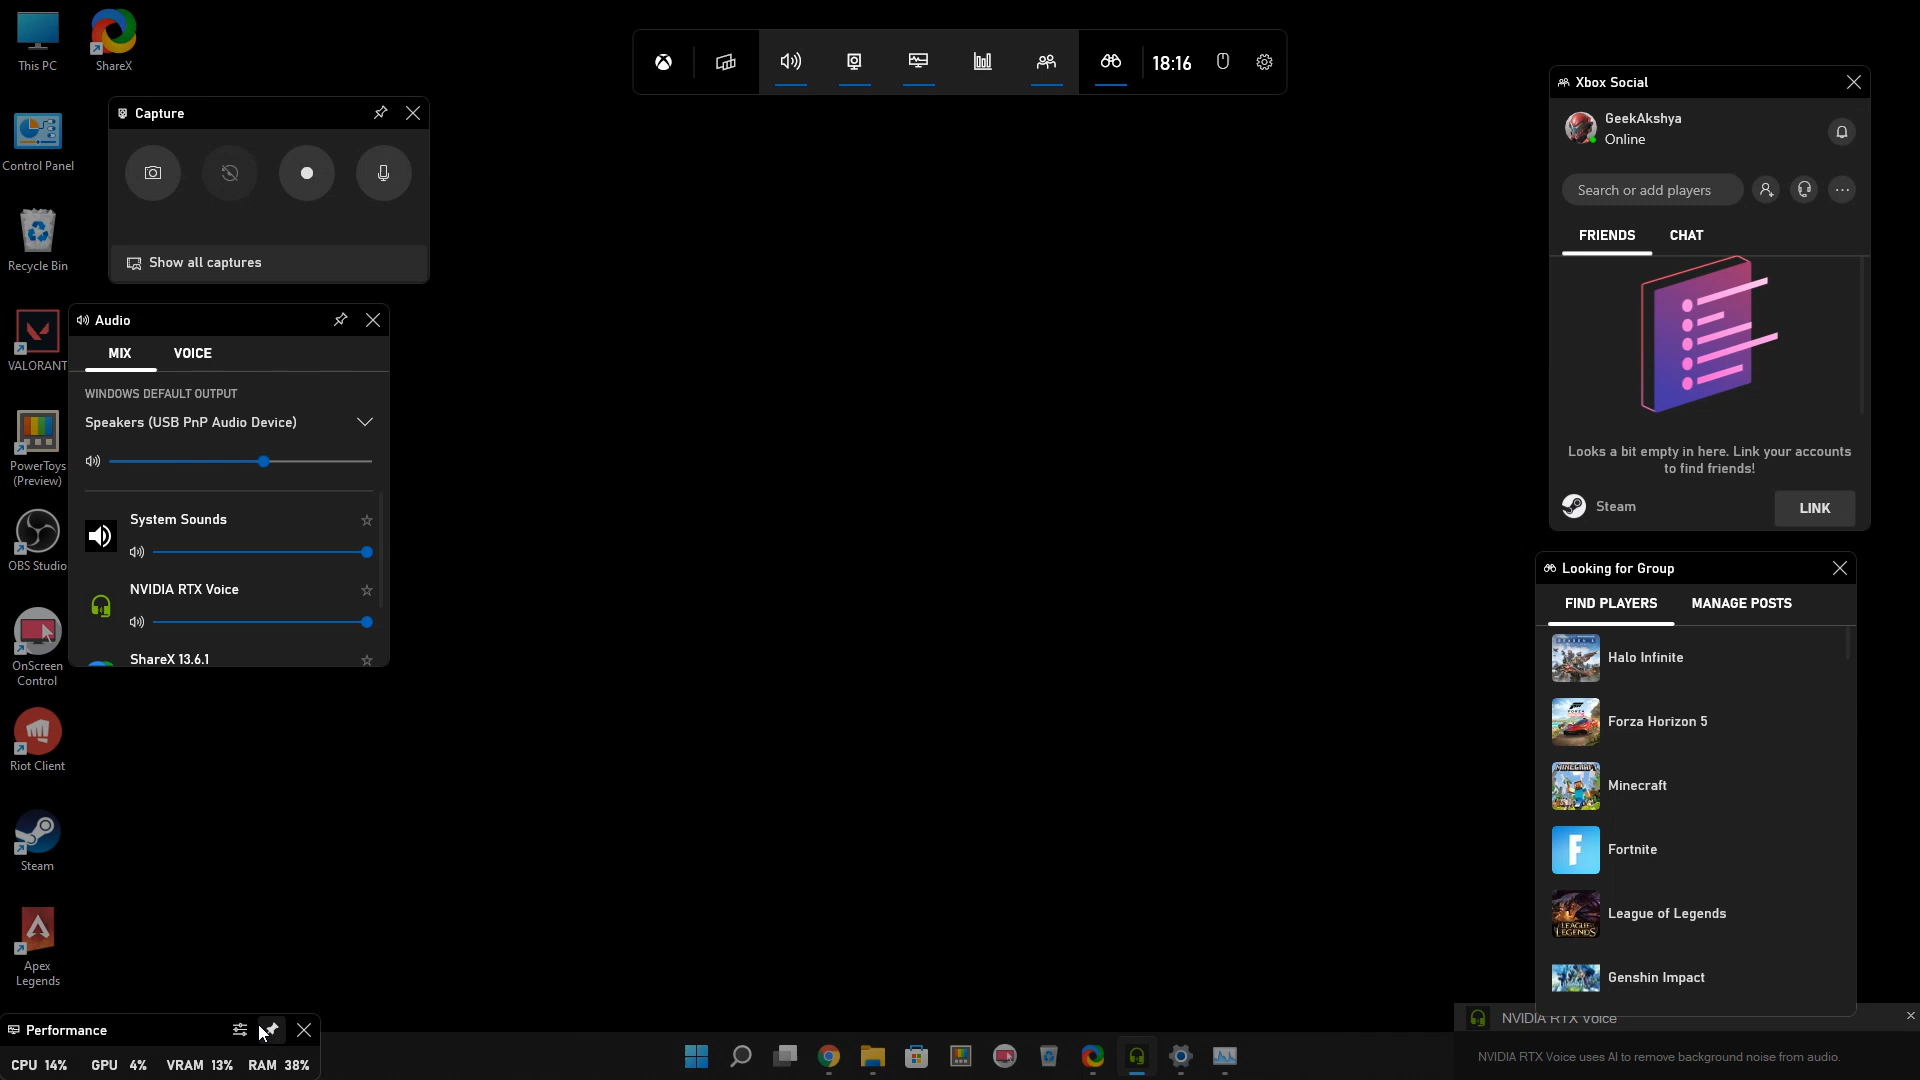 This PC
ShareX
Control Panel
Recycle Bin
VALORANT
PowerToys
(Preview)
OBS Studio
OnScreen
Control
Riot Client
Steam
Apex
Legends
Capture
Show all captures
Audio
MIX
VOICE
WINDOWS DEFAULT OUTPUT
Speakers (USB PnP Audio Device)
System Sounds
NVIDIA RTX Voice
ShareX 13.6.1
Performance
CPU 14% GPU 4% VRAM 13% RAM 38%
18:16
Xbox Social
GeekAkshya
Online
Search or add players
FRIENDS
CHAT
Looks a bit empty in here. Link your accounts
to find friends!
Steam
LINK
Looking for Group
FIND PLAYERS
MANAGE POSTS
Halo Infinite
Forza Horizon 5
MINECRAFT
Minecraft
Fortnite
LEAGUE OF
LEGENDS
League of Legends
Genshin Impact
NVIDIA RTX Voice
NVIDIA RTX Voice uses AI to remove background noise from audio.